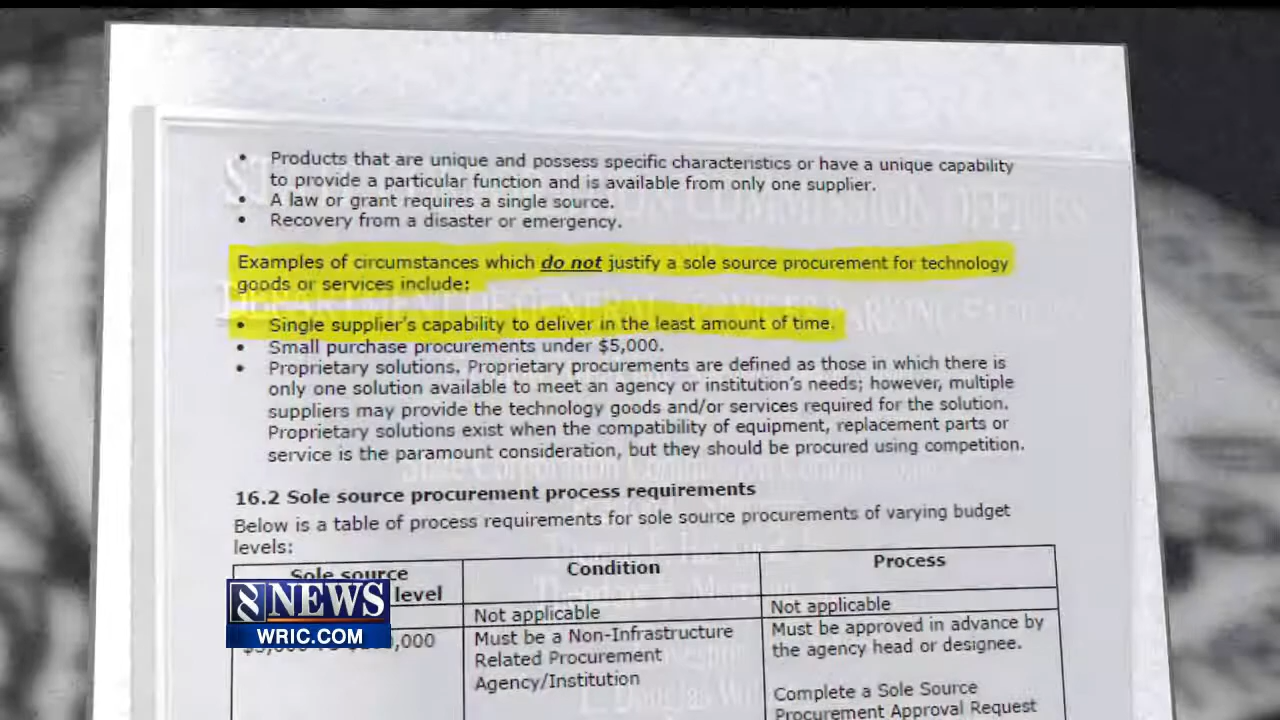 • Products that are unique and possess specific characteristics or have a unique capability
to provide a particular function and is available from only one supplier.
• A law or grant requires a single source.
• Recovery from a disaster or emergency.
Examples of circumstances which do not justify a sole source procurement for technology
goods or services include:
• Single supplier's capability to deliver in the least amount of time.
• Small purchase procurements under $5,000.
• Proprietary solutions. Proprietary procurements are defined as those in which there is
only one solution available to meet an agency or institution's needs; however, multiple
suppliers may provide the technology goods and/or services required for the solution.
Proprietary solutions exist when the compatibility of equipment, replacement parts or
service is the paramount consideration, but they should be procured using competition.
16.2 Sole source procurement process requirements
Below is a table of process requirements for sole source procurements of varying budget
levels:
Sole source
level
Condition
Process
Not applicable
Not applicable
,000
Must be a Non-Infrastructure
Related Procurement
Agency/Institution
Must be approved in advance by
the agency head or designee.
Complete a Sole Source
Procurement Approval Request
8NEWS
WRIC.COM